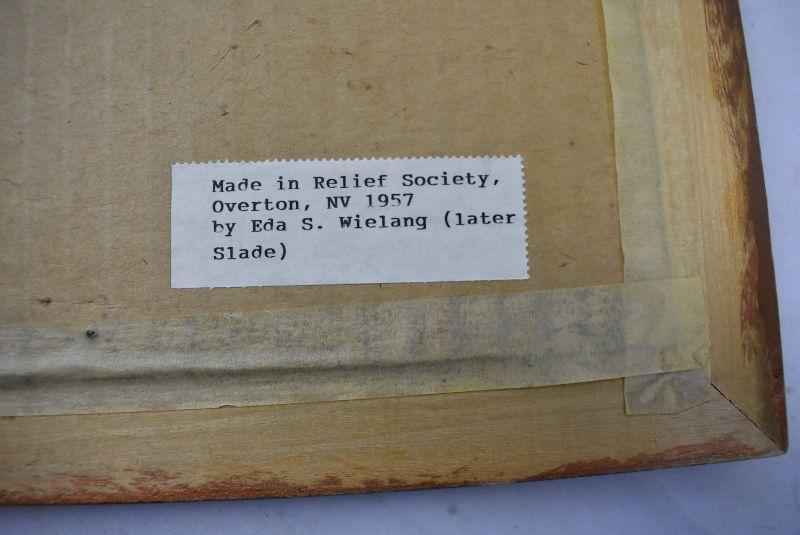 Made in Relief Society,
Overton, NV 1957
by Eda S. Wielang (later
Slade)